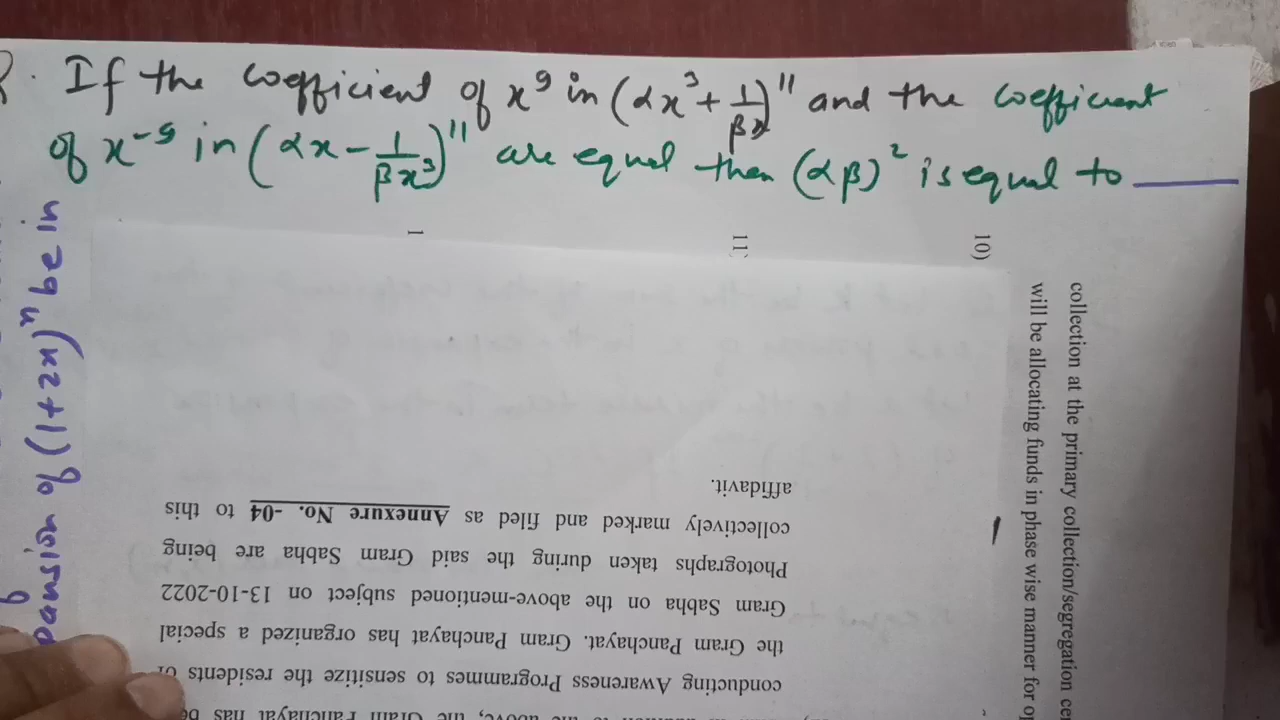 . If the coefficient of x⁹ in (αx³ + 1/βx)¹¹ and the coefficient
of x⁻⁹ in (αx - 1/βx³)¹¹ are equal then (αβ)² is equal to ____
in 29 (1+2x)ⁿ of
10)
11
1
collection at the primary collection/segregation ce
will be allocating funds in phase wise manner for op
conducting Awareness Programmes to sensitize the residents of
the Gram Panchayat. Gram Panchayat has organized a special
Gram Sabha on the above-mentioned subject on 13-10-2022
Photographs taken during the said Gram Sabha are being
collectively marked and filed as Annexure No. -04 to this
affidavit.